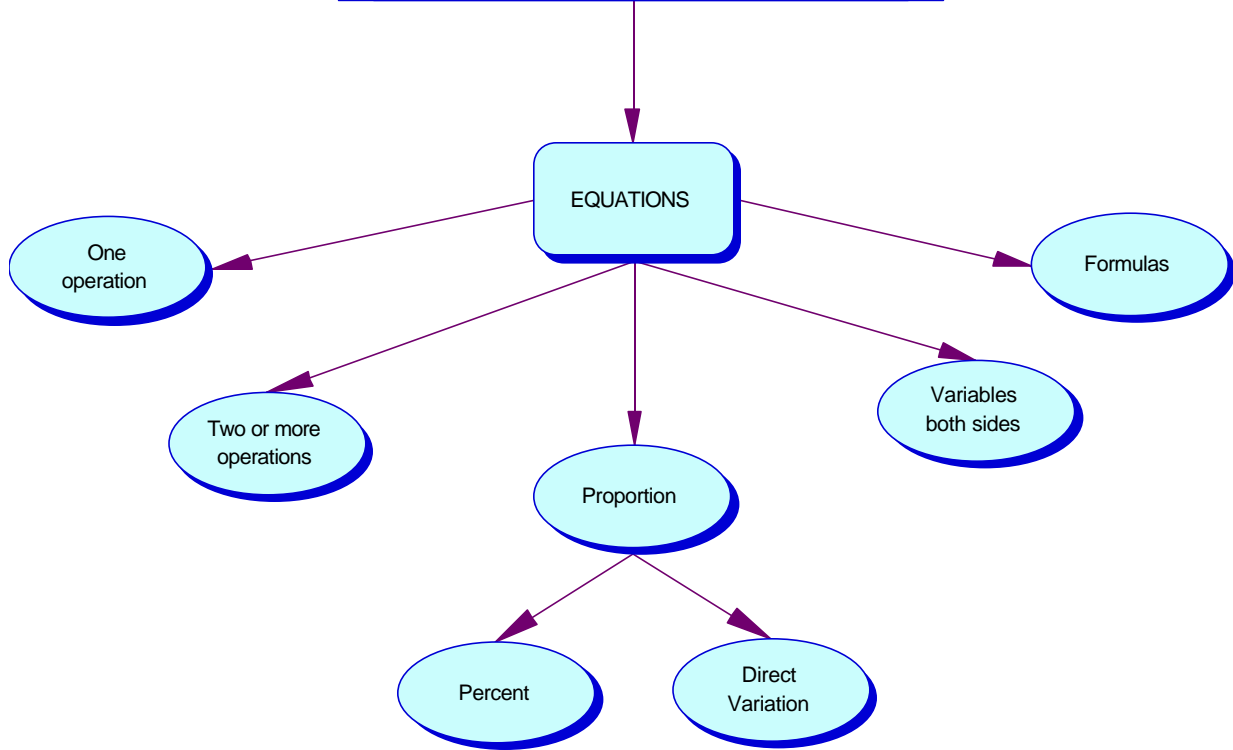 EQUATIONS
One
operation
Formulas
Two or more
operations
Variables
both sides
Proportion
Percent
Direct
Variation